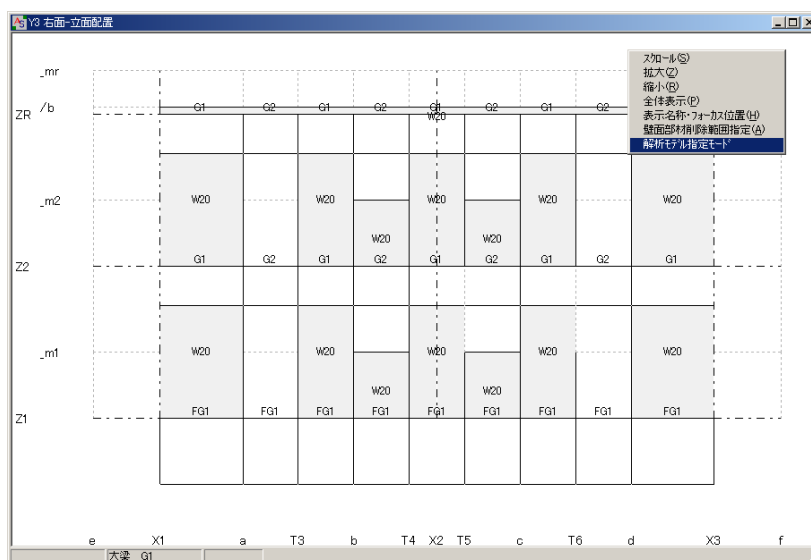 Y3 右面-立面配置
スクロール(S)
拡大(Z)
縮小(R)
全体表示(P)
表示名称・フォーカス位置(H)
壁面部材削除範囲指定(A)
解析モデル指定モード
_mr
/b
ZR
G1 G2 G1 G2 G1 G2 G1 G2
W20
_m2
W20 W20 W20 W20 W20
W20 W20
G1 G2 G1 G2 G1 G2 G1 G2 G1
Z2
_m1
W20 W20 W20 W20 W20
W20 W20
FG1 FG1 FG1 FG1 FG1 FG1 FG1 FG1 FG1
Z1
e X1 a T3 b T4 X2 T5 c T6 d X3 f
大梁 G1